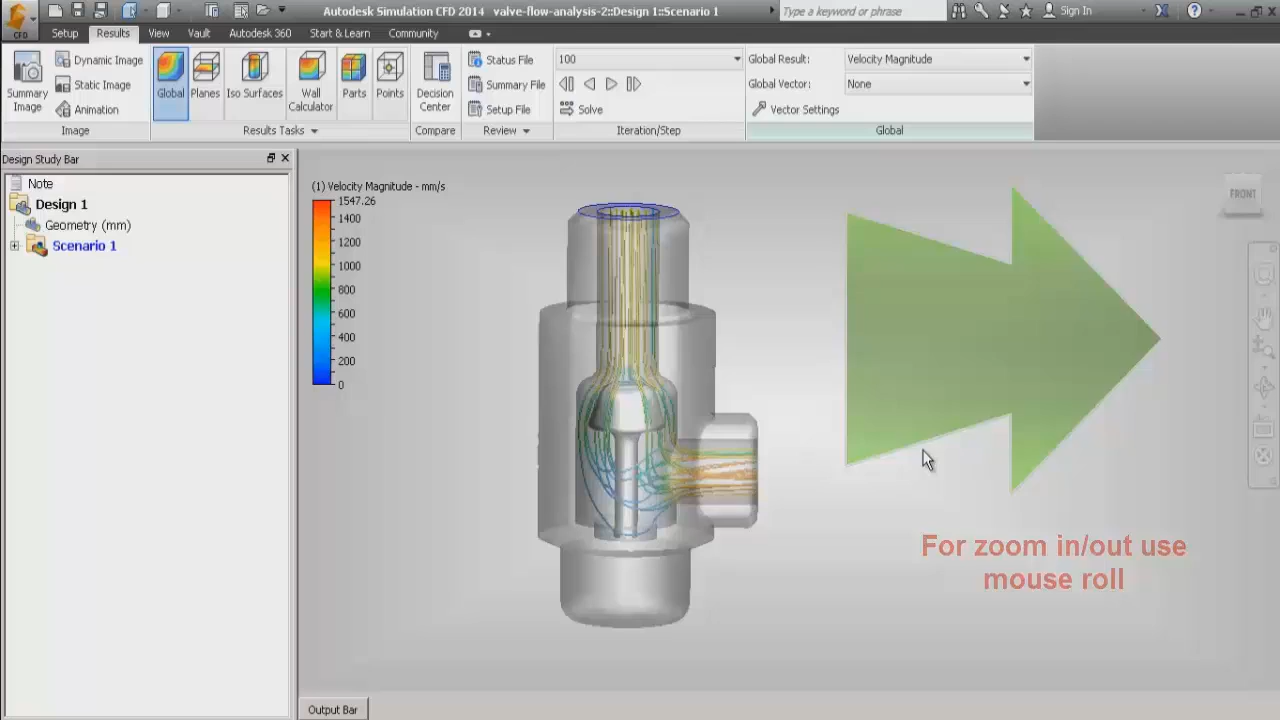 Autodesk Simulation CFD 2014 valve-flow-analysis-2::Design 1::Scenario 1
Type a keyword or phrase
Sign In
CFD
Setup
Results
View
Vault
Autodesk 360
Start & Learn
Community
Summary
Image
Dynamic Image
Static Image
Animation
Image
Global
Planes
Iso Surfaces
Wall
Calculator
Parts
Points
Results Tasks
Decision
Center
Compare
Status File
Summary File
Setup File
Review
100
Solve
Iteration/Step
Global Result:
Velocity Magnitude
Global Vector:
None
Vector Settings
Global
Design Study Bar
Note
Design 1
Geometry (mm)
Scenario 1
(1) Velocity Magnitude - mm/s
1547.26
1400
1200
1000
800
600
400
200
0
FRONT
For zoom in/out use
mouse roll
Output Bar